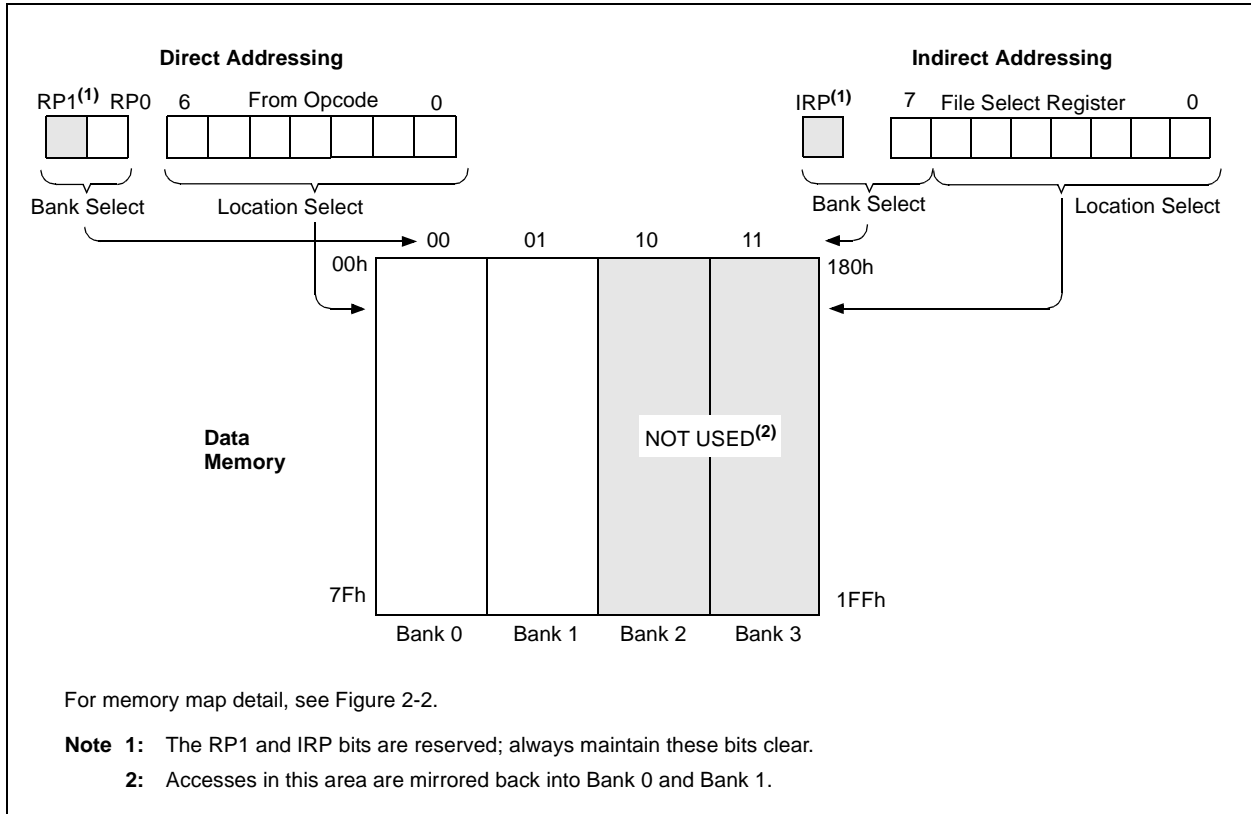 Direct Addressing
Indirect Addressing
RP1(1) RP0 6 From Opcode 0
IRP(1) 7 File Select Register 0
Bank Select Location Select
Bank Select Location Select
00 01 10 11
00h 180h
Data
Memory
NOT USED(2)
7Fh 1FFh
Bank 0 Bank 1 Bank 2 Bank 3
For memory map detail, see Figure 2-2.
Note 1: The RP1 and IRP bits are reserved; always maintain these bits clear.
2: Accesses in this area are mirrored back into Bank 0 and Bank 1.